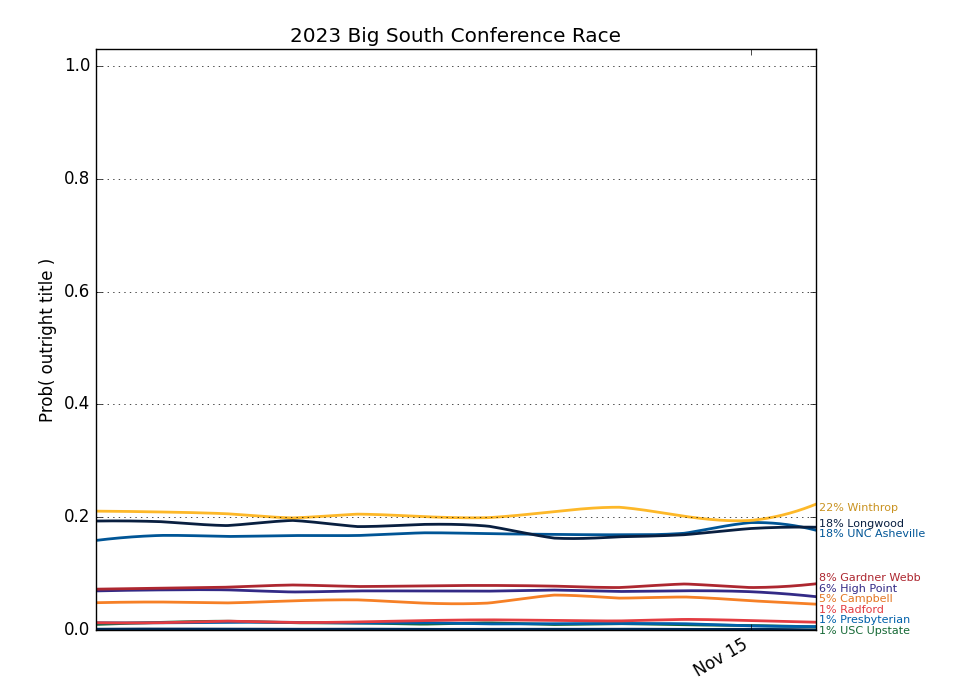 2023 Big South Conference Race
Prob( outright title )
1.0
0.8
0.6
0.4
0.2
0.0
Nov 15
22% Winthrop
18% Longwood
18% UNC Asheville
8% Gardner Webb
6% High Point
5% Campbell
1% Radford
1% Presbyterian
1% USC Upstate